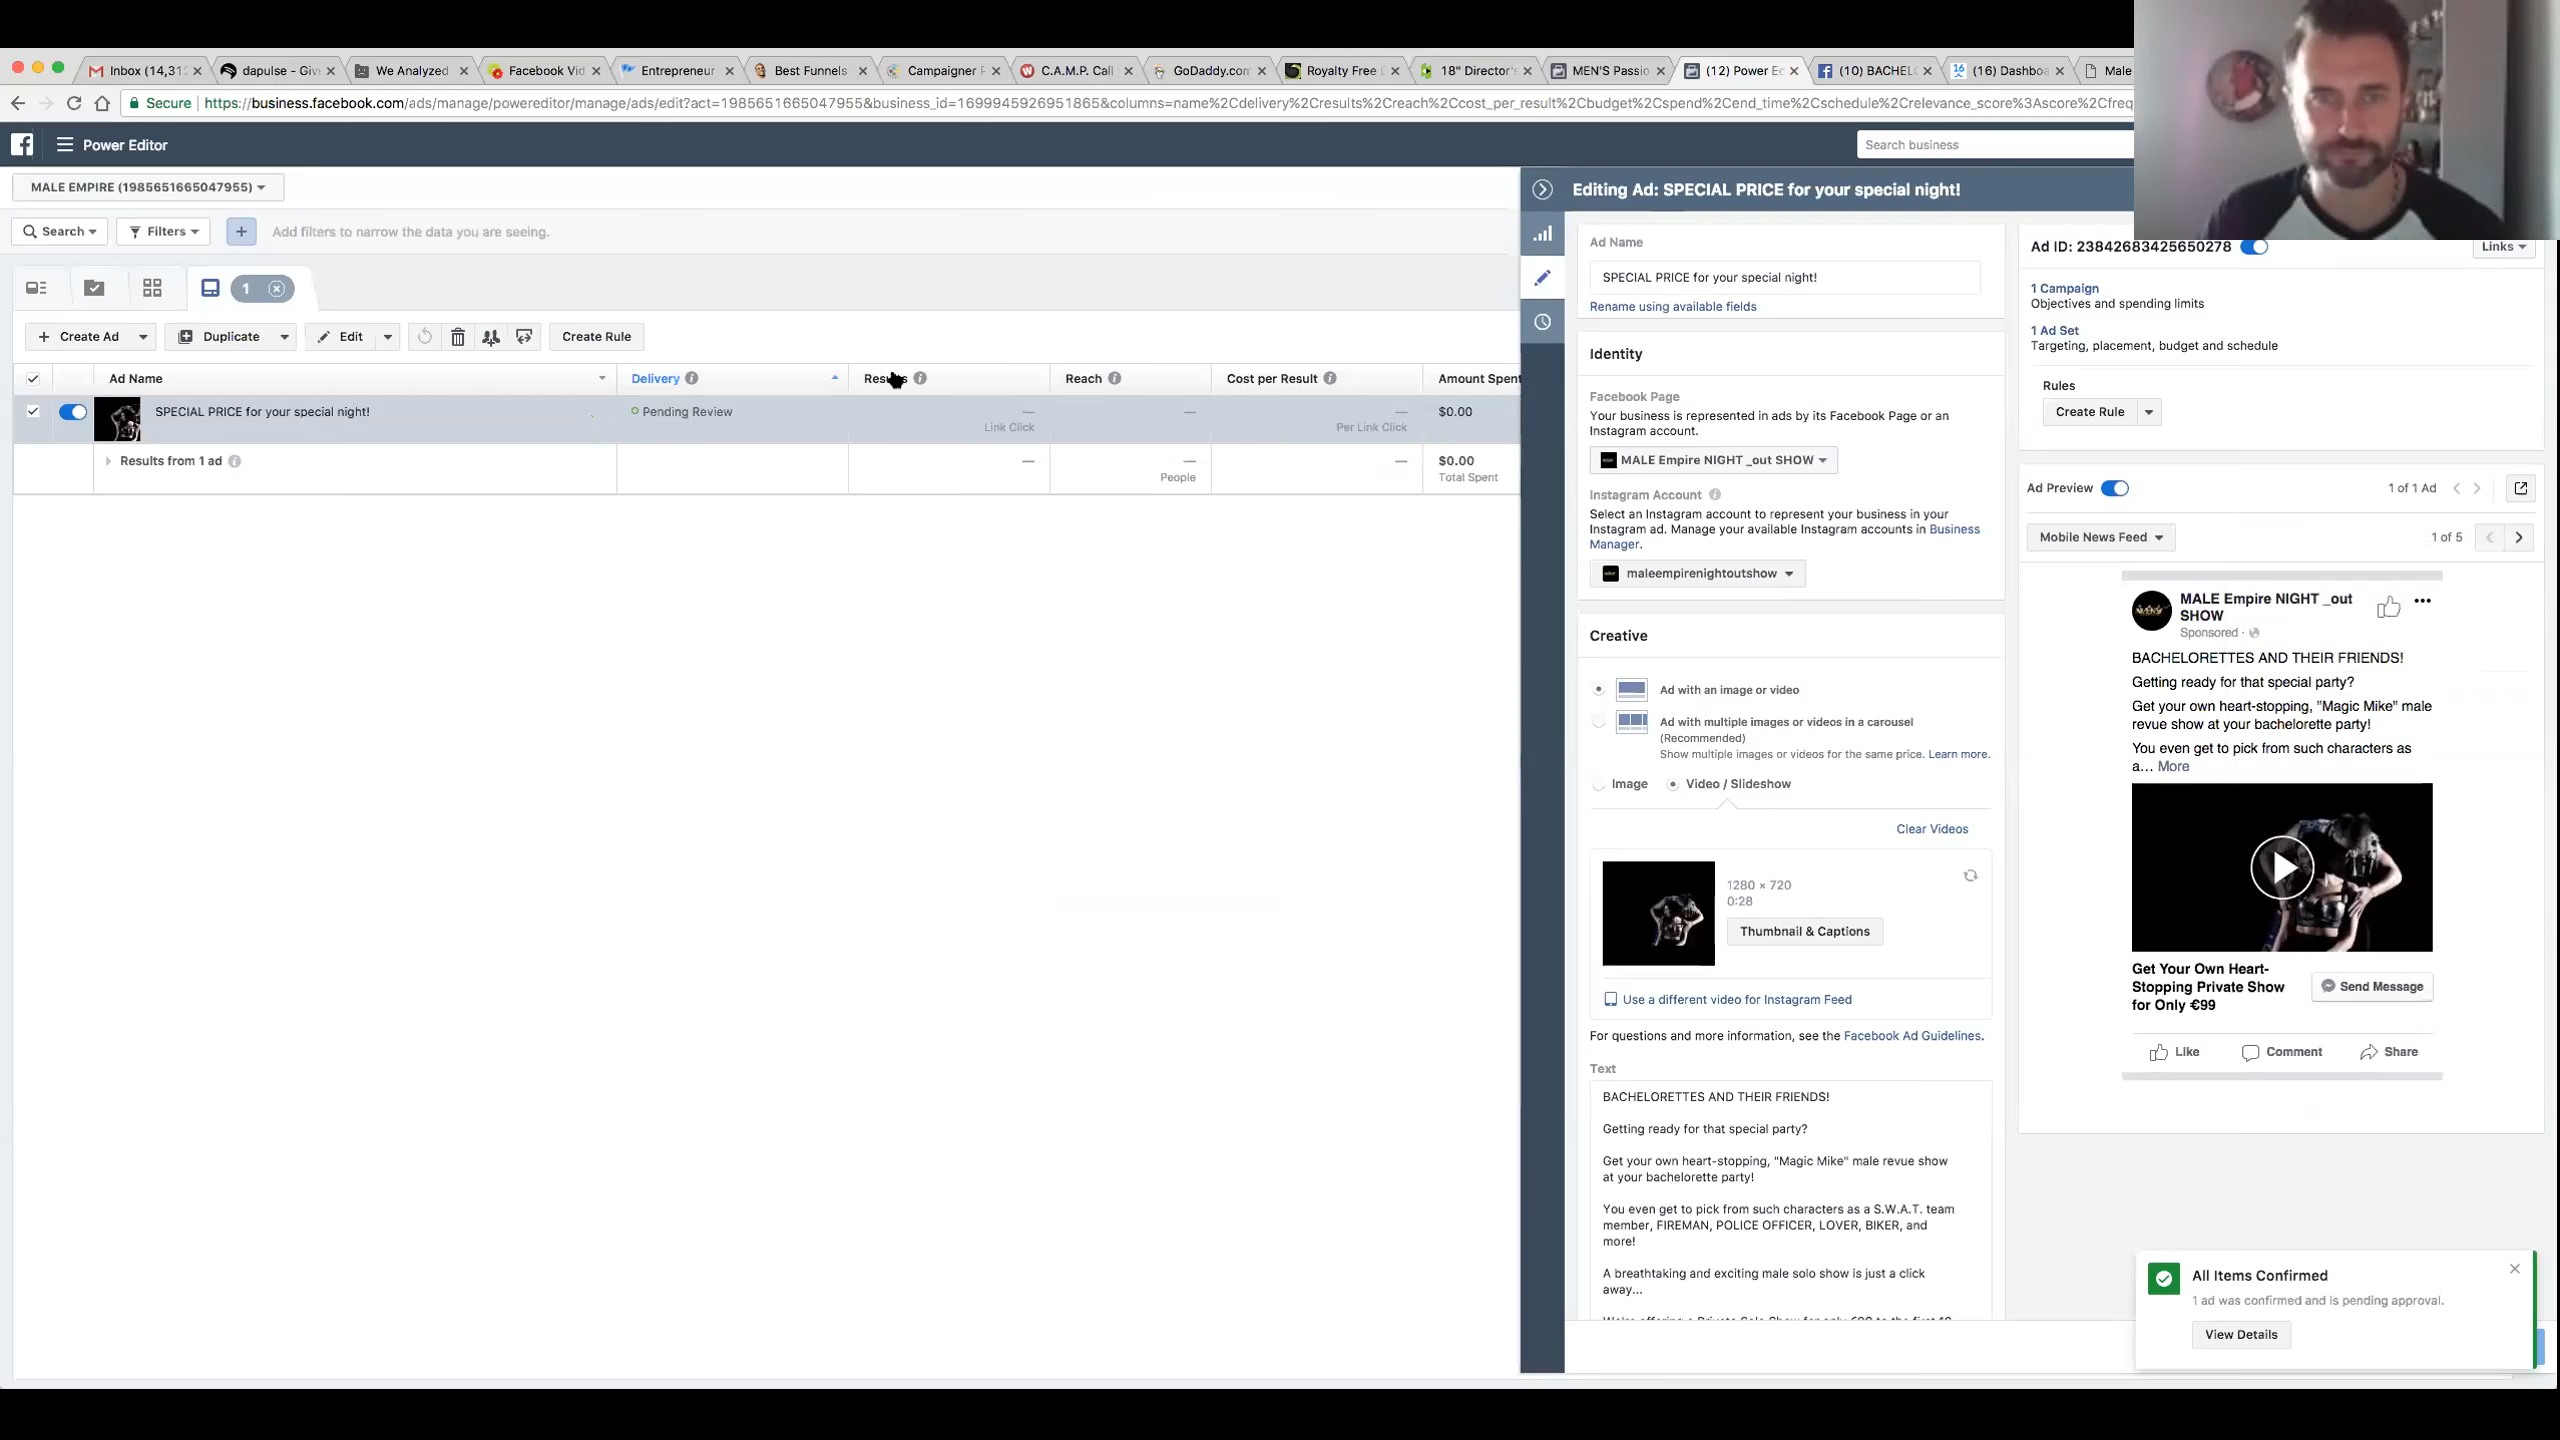 Inbox (14,31
dapulse - Giv
We Analyzed
Facebook Vid
Entrepreneur
Best Funnels
Campaigner P
C.A.M.P. Call
GoDaddy.com
Royalty Free
18" Director's
MEN'S Passio
(12) Power Ed
(10) BACHEL
(16) Dashboa
Male
Secure
https://business.facebook.com/ads/manage/powereditor/manage/ads/edit?act=1985651665047955&business_id=1699945926951865&columns=name%2Cdelivery%2Cresults%2Creach%2Ccost_per_result%2Cbudget%2Cspend%2Cend_time%2Cschedule%2Crelevance_score%3Ascore%2Cfreq
Power Editor
Search business
MALE EMPIRE (1985651665047955)
Search
Filters
Add filters to narrow the data you are seeing.
1
Create Ad
Duplicate
Edit
Create Rule
Ad Name
Delivery
Results
Reach
Cost per Result
Amount Spent
SPECIAL PRICE for your special night!
Pending Review
—
Link Click
—
—
Per Link Click
$0.00
Results from 1 ad
—
—
People
—
$0.00
Total Spent
Editing Ad: SPECIAL PRICE for your special night!
Ad Name
SPECIAL PRICE for your special night!
Rename using available fields
Identity
Facebook Page
Your business is represented in ads by its Facebook Page or an
Instagram account.
MALE Empire NIGHT _out SHOW
Instagram Account
Select an Instagram account to represent your business in your
Instagram ad. Manage your available Instagram accounts in Business
Manager.
maleempirenightoutshow
Creative
Ad with an image or video
Ad with multiple images or videos in a carousel
(Recommended)
Show multiple images or videos for the same price. Learn more.
Image
Video / Slideshow
Clear Videos
1280 × 720
0:28
Thumbnail & Captions
Use a different video for Instagram Feed
For questions and more information, see the Facebook Ad Guidelines.
Text
BACHELORETTES AND THEIR FRIENDS!
Getting ready for that special party?
Get your own heart-stopping, "Magic Mike" male revue show
at your bachelorette party!
You even get to pick from such characters as a S.W.A.T. team
member, FIREMAN, POLICE OFFICER, LOVER, BIKER, and
more!
A breathtaking and exciting male solo show is just a click
away...
Ad ID: 23842683425650278
Links
1 Campaign
Objectives and spending limits
1 Ad Set
Targeting, placement, budget and schedule
Rules
Create Rule
Ad Preview
1 of 1 Ad
Mobile News Feed
1 of 5
MALE Empire NIGHT _out
SHOW
Sponsored ·
BACHELORETTES AND THEIR FRIENDS!
Getting ready for that special party?
Get your own heart-stopping, "Magic Mike" male
revue show at your bachelorette party!
You even get to pick from such characters as
a... More
Get Your Own Heart-
Stopping Private Show
for Only €99
Send Message
Like
Comment
Share
All Items Confirmed
1 ad was confirmed and is pending approval.
View Details